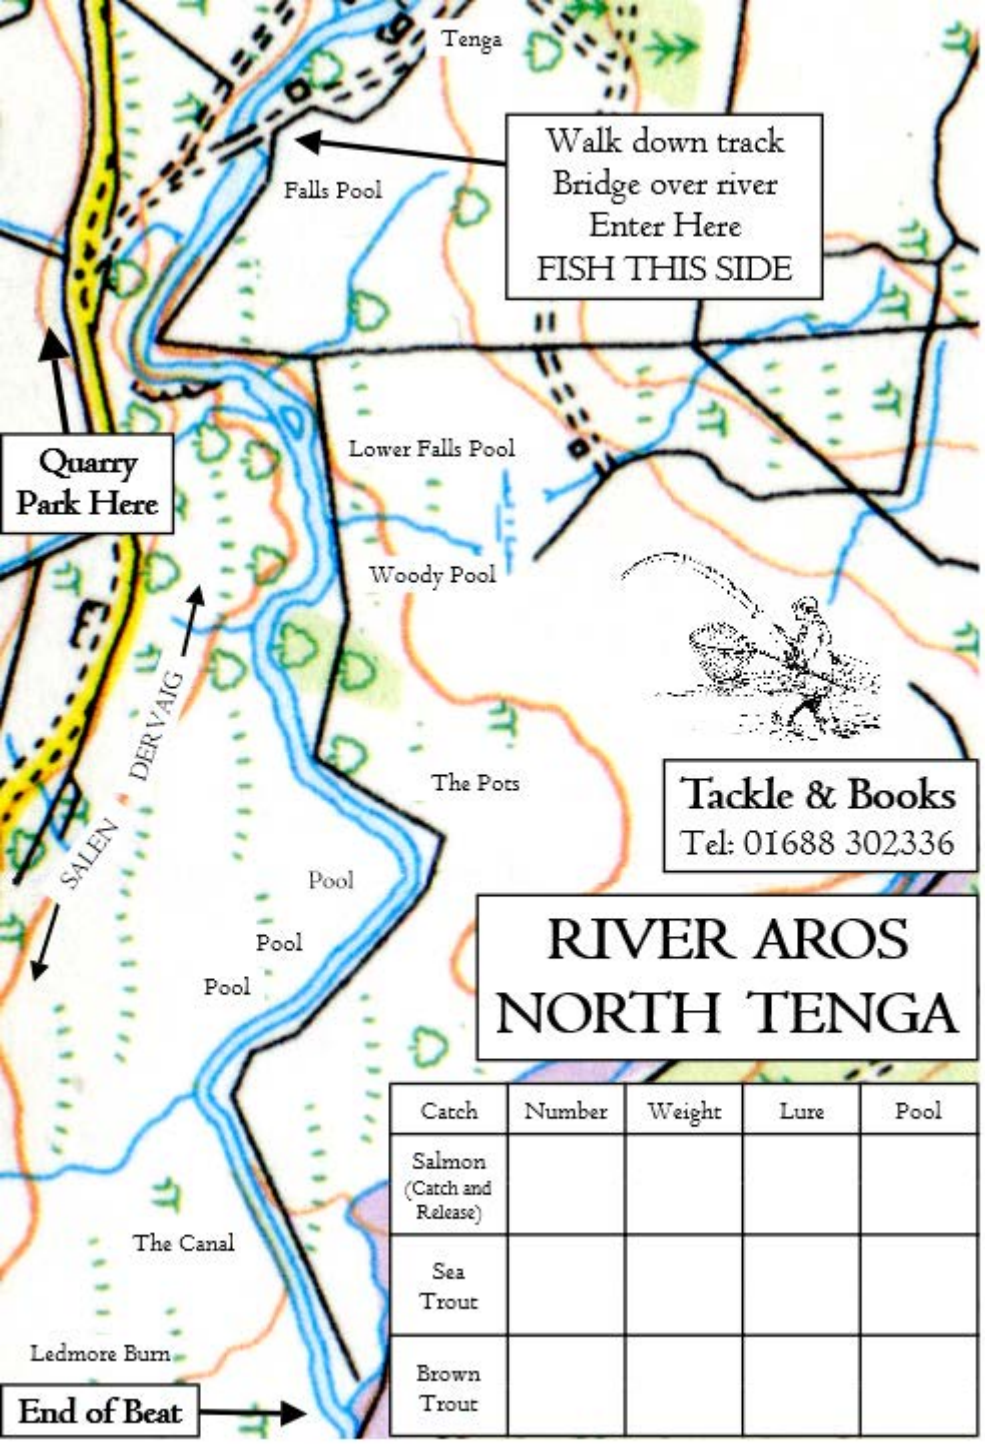 Tenga
Walk down track
Bridge over river
Enter Here
FISH THIS SIDE
Falls Pool
Quarry
Park Here
Lower Falls Pool
Woody Pool
DERVAIG
SALEN
The Pots
Tackle & Books
Tel: 01688 302336
Pool
Pool
Pool
RIVER AROS
NORTH TENGA
Catch Number Weight Lure Pool
Salmon
(Catch and
Release)
Sea
Trout
Brown
Trout
The Canal
Ledmore Burn
End of Beat